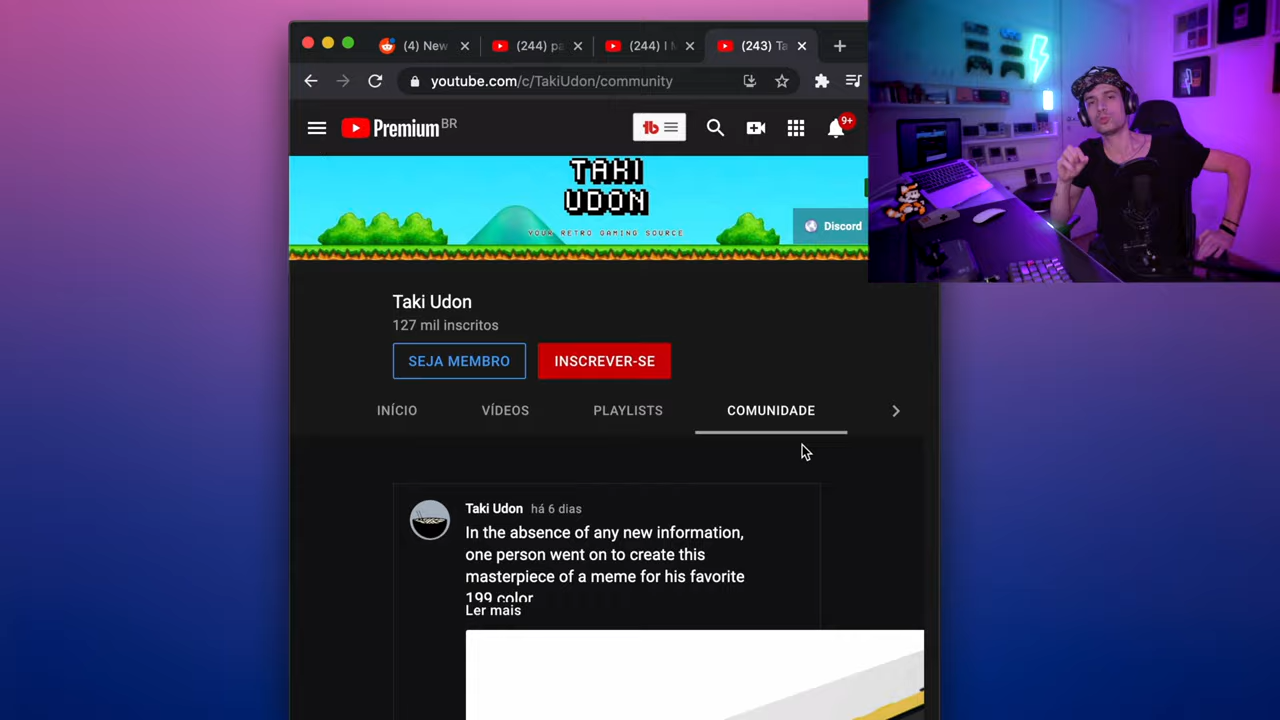 (4) New
(244) pa
(244) I M
(243) Ta
youtube.com/c/TakiUdon/community
Premium BR
9+
TAKI
UDON
YOUR RETRO GAMING SOURCE
Discord
Taki Udon
127 mil inscritos
SEJA MEMBRO
INSCREVER-SE
INÍCIO
VÍDEOS
PLAYLISTS
COMUNIDADE
Taki Udon há 6 dias
In the absence of any new information,
one person went on to create this
masterpiece of a meme for his favorite
199 color
Ler mais